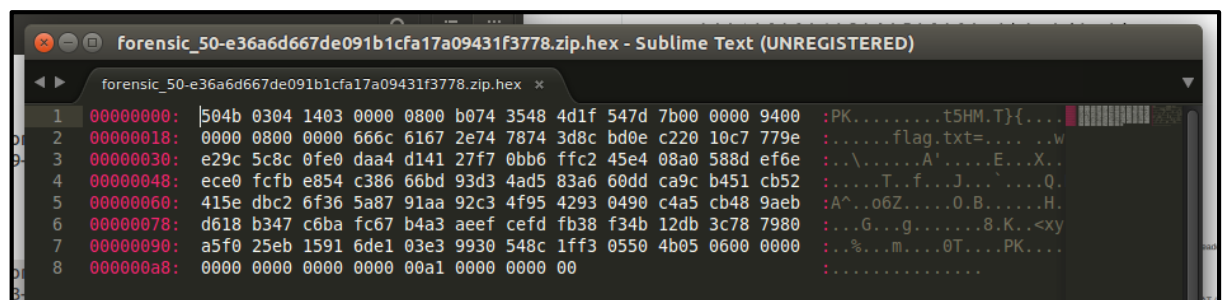 forensic_50-e36a6d667de091b1cfa17a09431f3778.zip.hex - Sublime Text (UNREGISTERED)
forensic_50-e36a6d667de091b1cfa17a09431f3778.zip.hex ×
1 00000000: 504b 0304 1403 0000 0800 b074 3548 4d1f 547d 7b00 0000 9400 :PK.........t5HM.T}{....
2 00000018: 0000 0800 0000 666c 6167 2e74 7874 3d8c bd0e c220 10c7 779e :......flag.txt=.... ..w
3 00000030: e29c 5c8c 0fe0 daa4 d141 27f7 0bb6 ffc2 45e4 08a0 588d ef6e :..\......A'.....E...X..
4 00000048: ece0 fcfb e854 c386 66bd 93d3 4ad5 83a6 60dd ca9c b451 cb52 :.....T..f...J...`....Q.
5 00000060: 415e dbc2 6f36 5a87 91aa 92c3 4f95 4293 0490 c4a5 cb48 9aeb :A^..o6Z.....O.B......H.
6 00000078: d618 b347 c6ba fc67 b4a3 aeef cefd fb38 f34b 12db 3c78 7980 :...G...g.......8.K..<xy
7 00000090: a5f0 25eb 1591 6de1 03e3 9930 548c 1ff3 0550 4b05 0600 0000 :..%...m....0T....PK....
8 000000a8: 0000 0000 0000 0000 00a1 0000 0000 00 :...............